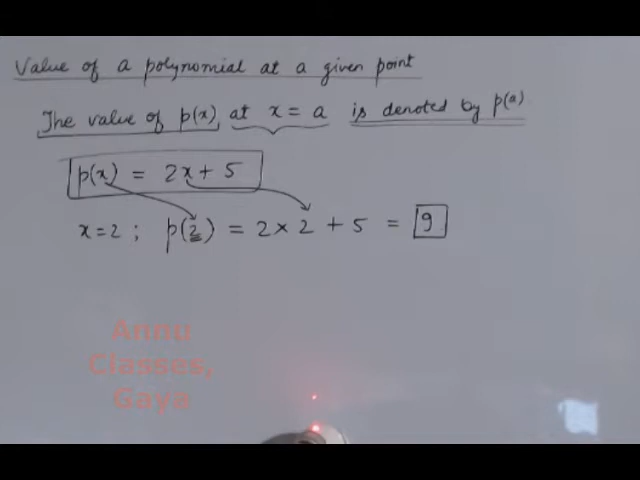 Value of a polynomial at a given point
The value of p(x) at x = a is denoted by p(a)
p(x) = 2x + 5
x = 2 ; p(2) = 2 × 2 + 5 = 9
Annu
Classes,
Gaya